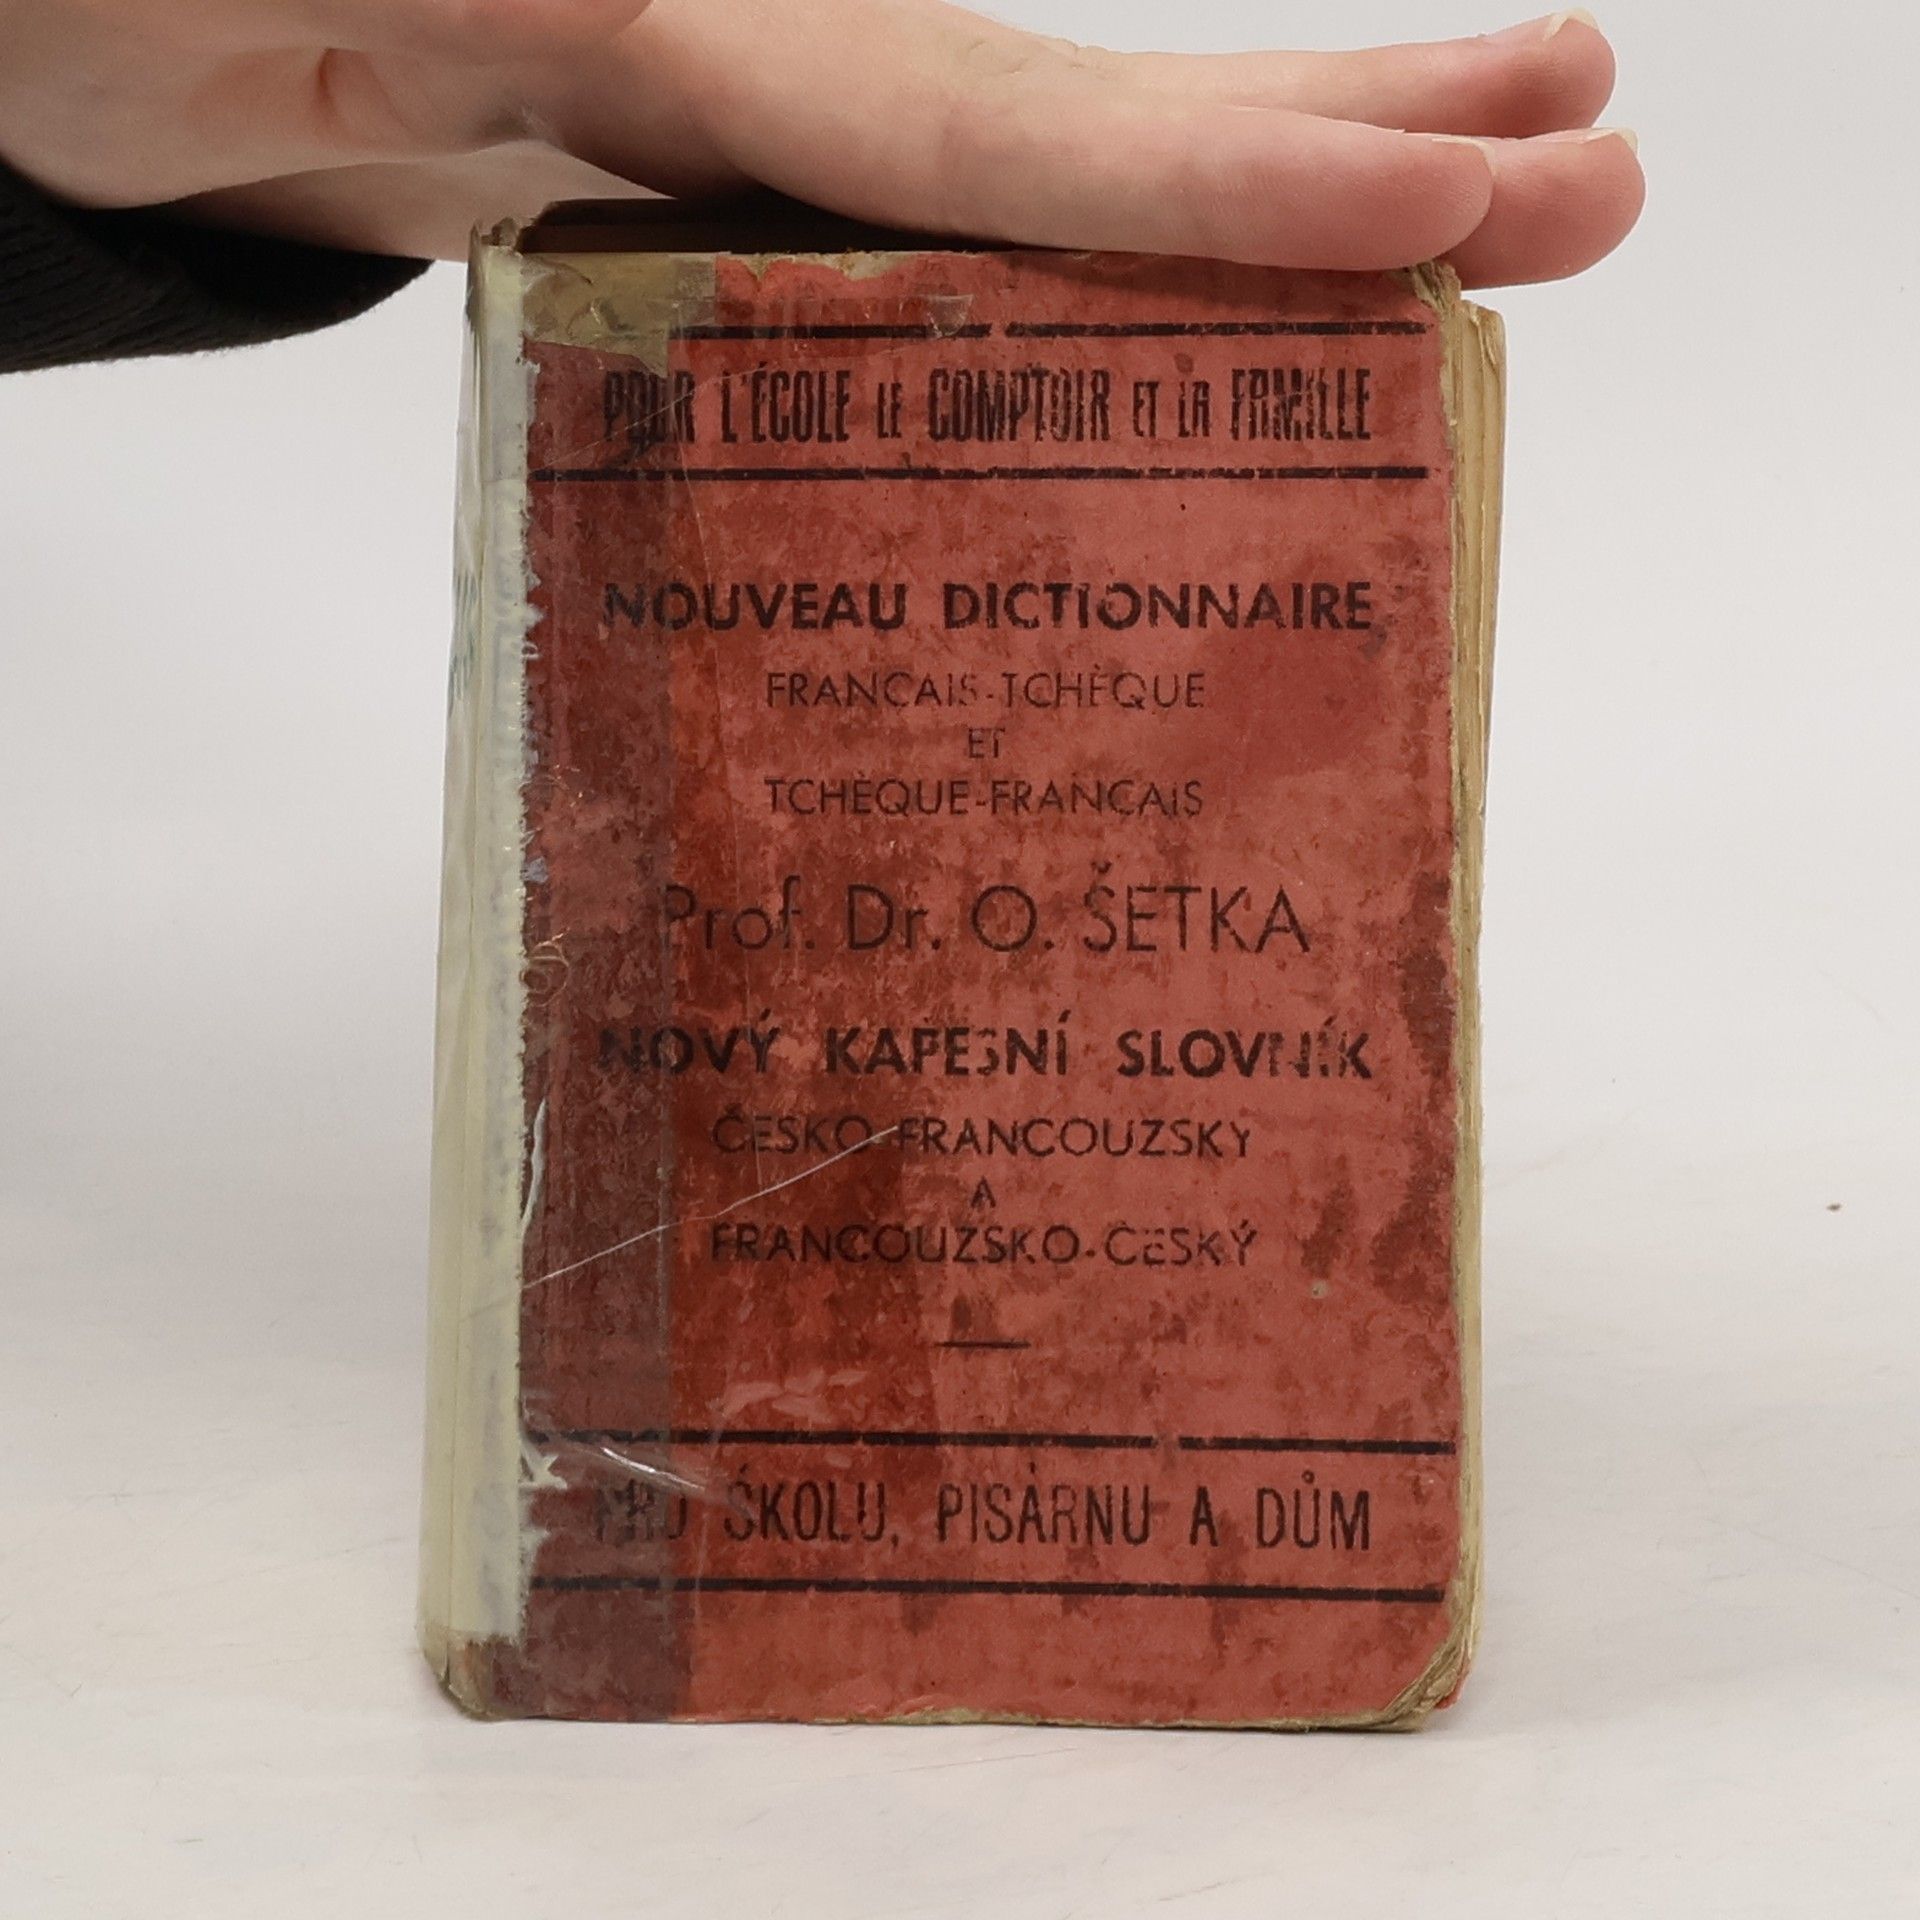 POUR L'ÉCOLE LE COMPTOIR ET LA FAMILLE
NOUVEAU DICTIONNAIRE
FRANÇAIS-TCHÈQUE
ET
TCHÈQUE-FRANÇAIS
Prof. Dr. O. ŠETKA
NOVÝ KAPESNÍ SLOVNÍK
ČESKO-FRANCOUZSKÝ
A
FRANCOUZSKO-ČESKÝ
PRO ŠKOLU, PISÁRNU A DŮM